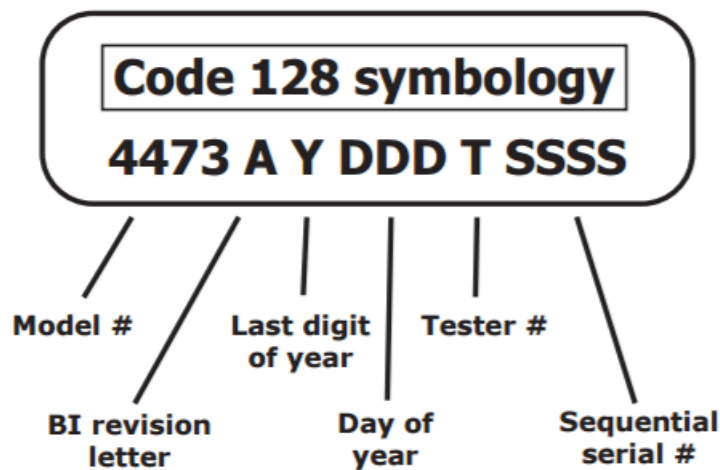 Code 128 symbology
4473 A Y DDD T SSSS
Model #
Last digit
of year
Tester #
BI revision
letter
Day of
year
Sequential
serial #